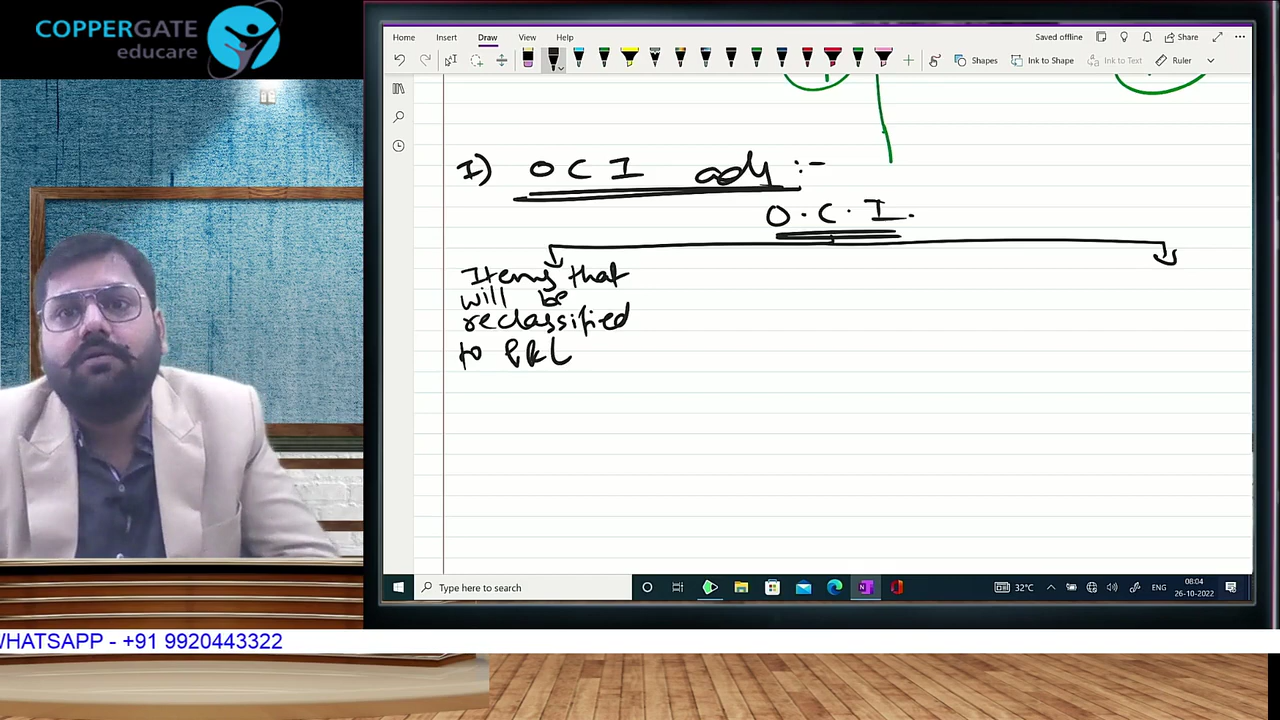 COPPERGATE
educare
Home Insert Draw View Help
Saved offline
Share
Shapes
Ink to Shape
Ink to Text
Ruler
I) OCI adj :-
O.C.I.
Items that
will be
reclassified
to P&L
Type here to search
32°C
ENG
08:04
26-10-2022
WHATSAPP - +91 9920443322